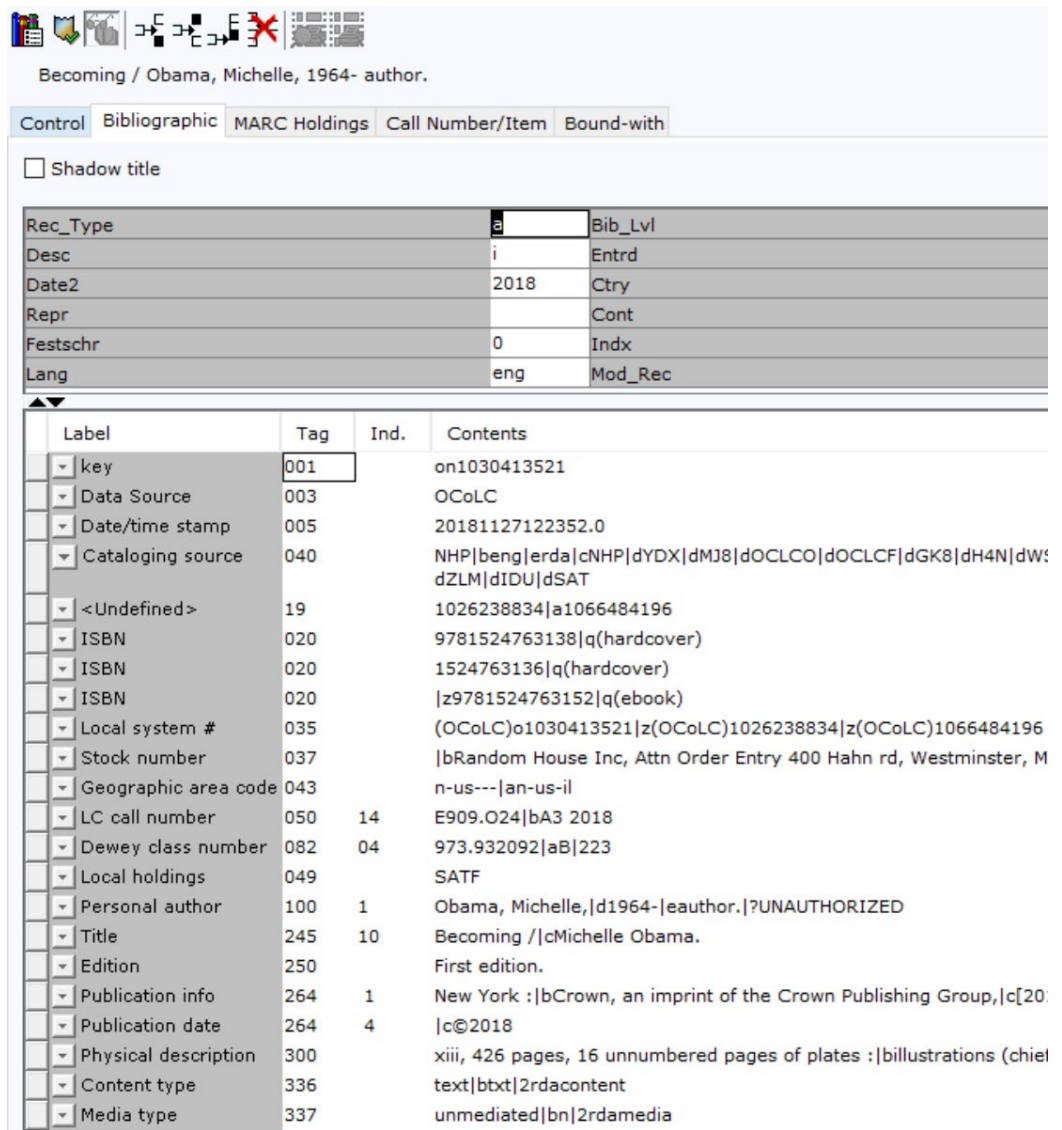 Becoming / Obama, Michelle, 1964- author.
Control Bibliographic MARC Holdings Call Number/Item Bound-with
Shadow title
Rec_Type a Bib_Lvl
Desc i Entrd
Date2 2018 Ctry
Repr Cont
Festschr 0 Indx
Lang eng Mod_Rec
Label Tag Ind. Contents
key 001 on1030413521
Data Source 003 OCoLC
Date/time stamp 005 20181127122352.0
Cataloging source 040 NHP|beng|erda|cNHP|dYDX|dMJ8|dOCLCO|dOCLCF|dGK8|dH4N|dWS
dZLM|dIDU|dSAT
<Undefined> 19 1026238834|a1066484196
ISBN 020 9781524763138|q(hardcover)
ISBN 020 1524763136|q(hardcover)
ISBN 020 |z9781524763152|q(ebook)
Local system # 035 (OCoLC)o1030413521|z(OCoLC)1026238834|z(OCoLC)1066484196
Stock number 037 |bRandom House Inc, Attn Order Entry 400 Hahn rd, Westminster, M
Geographic area code 043 n-us---|an-us-il
LC call number 050 14 E909.O24|bA3 2018
Dewey class number 082 04 973.932092|aB|223
Local holdings 049 SATF
Personal author 100 1 Obama, Michelle,|d1964-|eauthor.|?UNAUTHORIZED
Title 245 10 Becoming /|cMichelle Obama.
Edition 250 First edition.
Publication info 264 1 New York :|bCrown, an imprint of the Crown Publishing Group,|c[20
Publication date 264 4 |c©2018
Physical description 300 xiii, 426 pages, 16 unnumbered pages of plates :|billustrations (chief
Content type 336 text|btxt|2rdacontent
Media type 337 unmediated|bn|2rdamedia